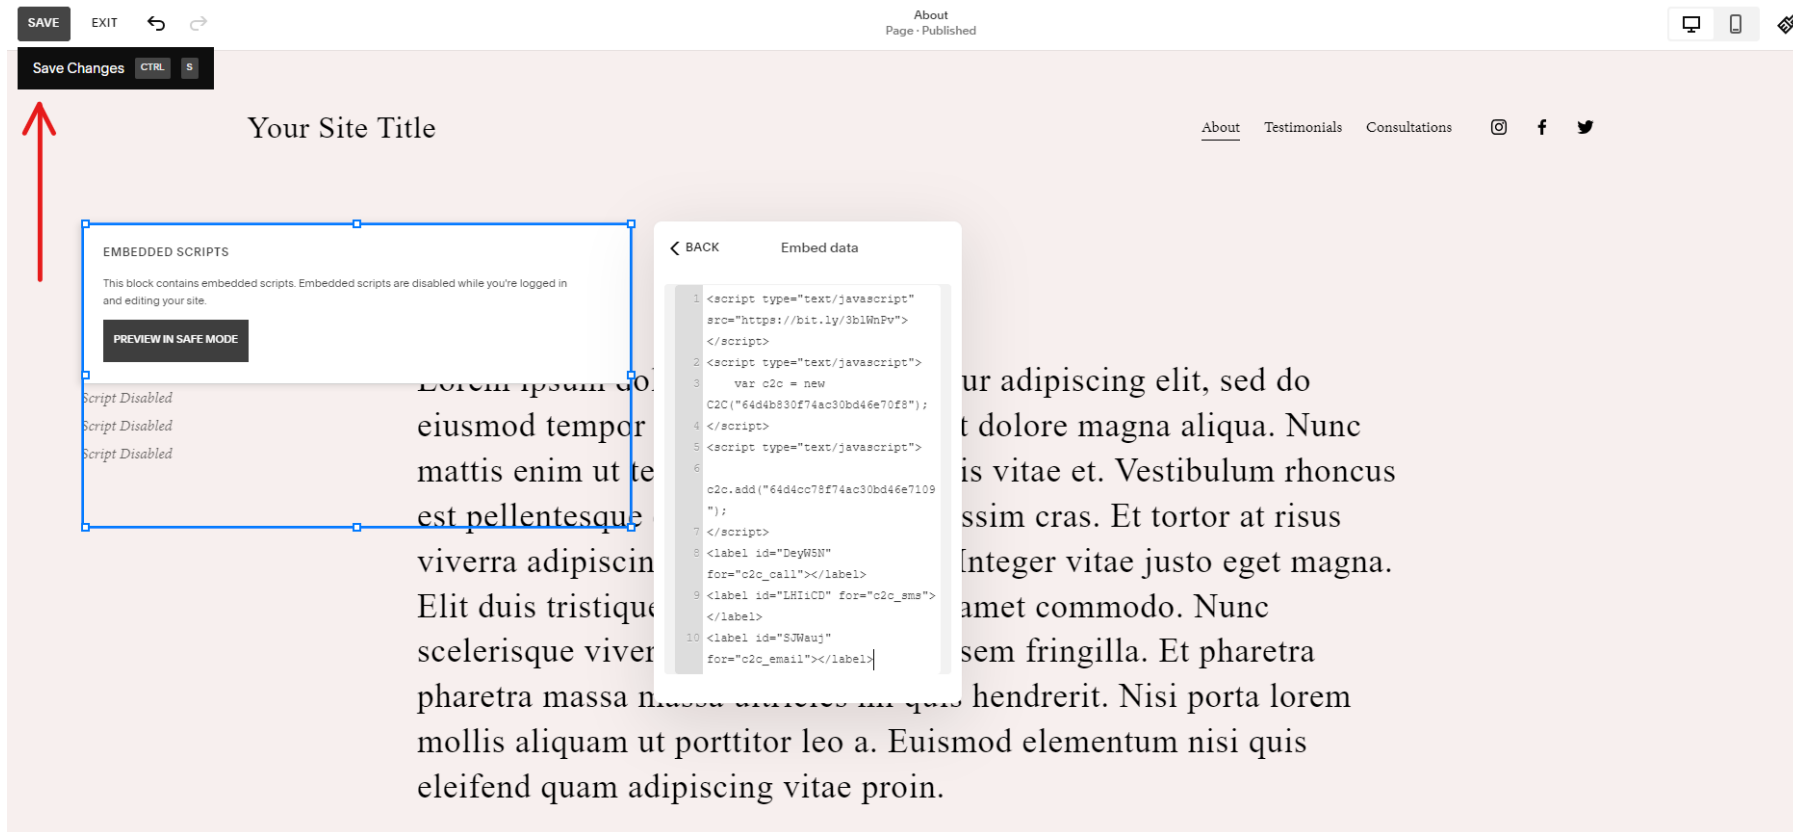 SAVE
EXIT
About
Page · Published
Save Changes CTRL S
Your Site Title
About Testimonials Consultations
EMBEDDED SCRIPTS
This block contains embedded scripts. Embedded scripts are disabled while you're logged in
and editing your site.
PREVIEW IN SAFE MODE
Script Disabled
Script Disabled
Script Disabled
BACK
Embed data
1 <script type="text/javascript"
src="https://bit.ly/3blWnPv">
</script>
2 <script type="text/javascript">
3 var c2c = new
C2C("64d4b830f74ac30bd46e70f8");
4 </script>
5 <script type="text/javascript">
6
c2c.add("64d4cc78f74ac30bd46e7109
");
7 </script>
8 <label id="DeyW5N"
for="c2c_call"></label>
9 <label id="LHIiCD" for="c2c_sms">
</label>
10 <label id="SJWauj"
for="c2c_email"></label>
Lorem ipsum dol ur adipiscing elit, sed do
eiusmod tempor t dolore magna aliqua. Nunc
mattis enim ut te is vitae et. Vestibulum rhoncus
est pellentesque ssim cras. Et tortor at risus
viverra adipiscin Integer vitae justo eget magna.
Elit duis tristique amet commodo. Nunc
scelerisque viver sem fringilla. Et pharetra
pharetra massa massa ultricies mi quis hendrerit. Nisi porta lorem
mollis aliquam ut porttitor leo a. Euismod elementum nisi quis
eleifend quam adipiscing vitae proin.